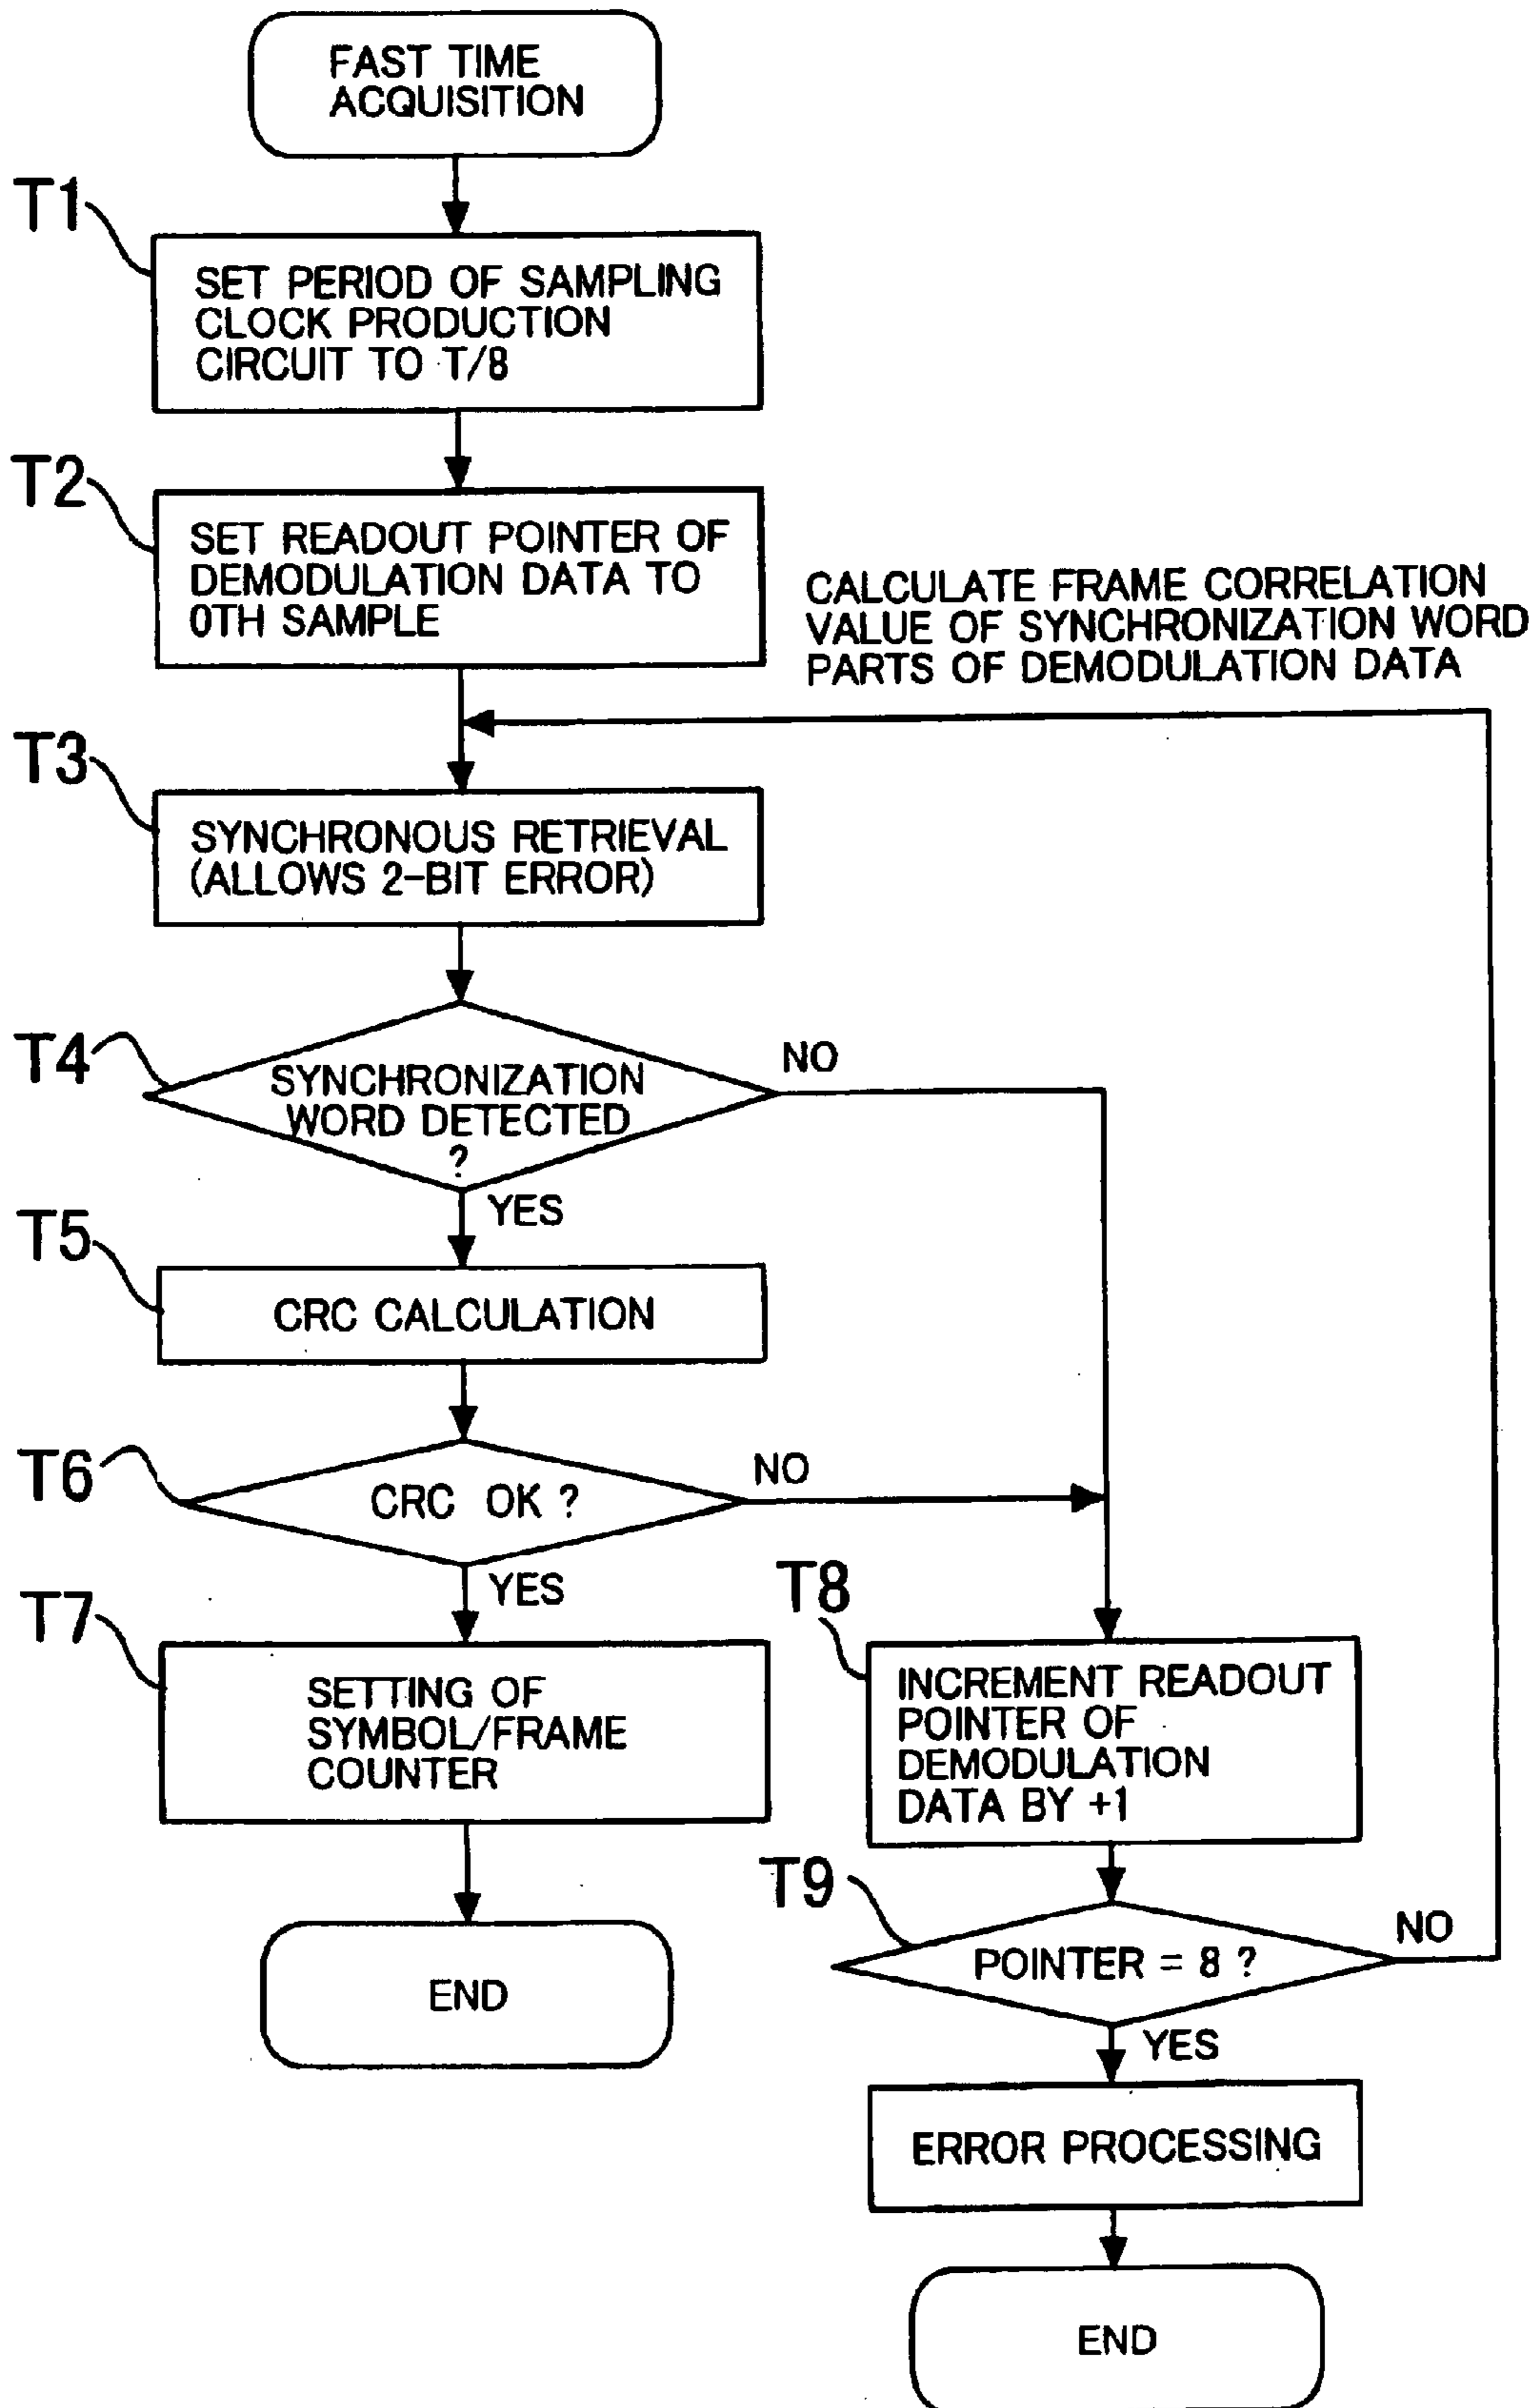 FAST TIME
ACQUISITION
T1
SET PERIOD OF SAMPLING
CLOCK PRODUCTION
CIRCUIT TO T/8
T2
SET READOUT POINTER OF
DEMODULATION DATA TO
0TH SAMPLE
CALCULATE FRAME CORRELATION
VALUE OF SYNCHRONIZATION WORD
PARTS OF DEMODULATION DATA
T3
SYNCHRONOUS RETRIEVAL
(ALLOWS 2-BIT ERROR)
T4
SYNCHRONIZATION
WORD DETECTED
?
NO
YES
T5
CRC CALCULATION
T6
CRC OK ?
NO
YES
T7
SETTING OF
SYMBOL/FRAME
COUNTER
END
T8
INCREMENT READOUT
POINTER OF
DEMODULATION
DATA BY +1
T9
POINTER = 8 ?
NO
YES
ERROR PROCESSING
END